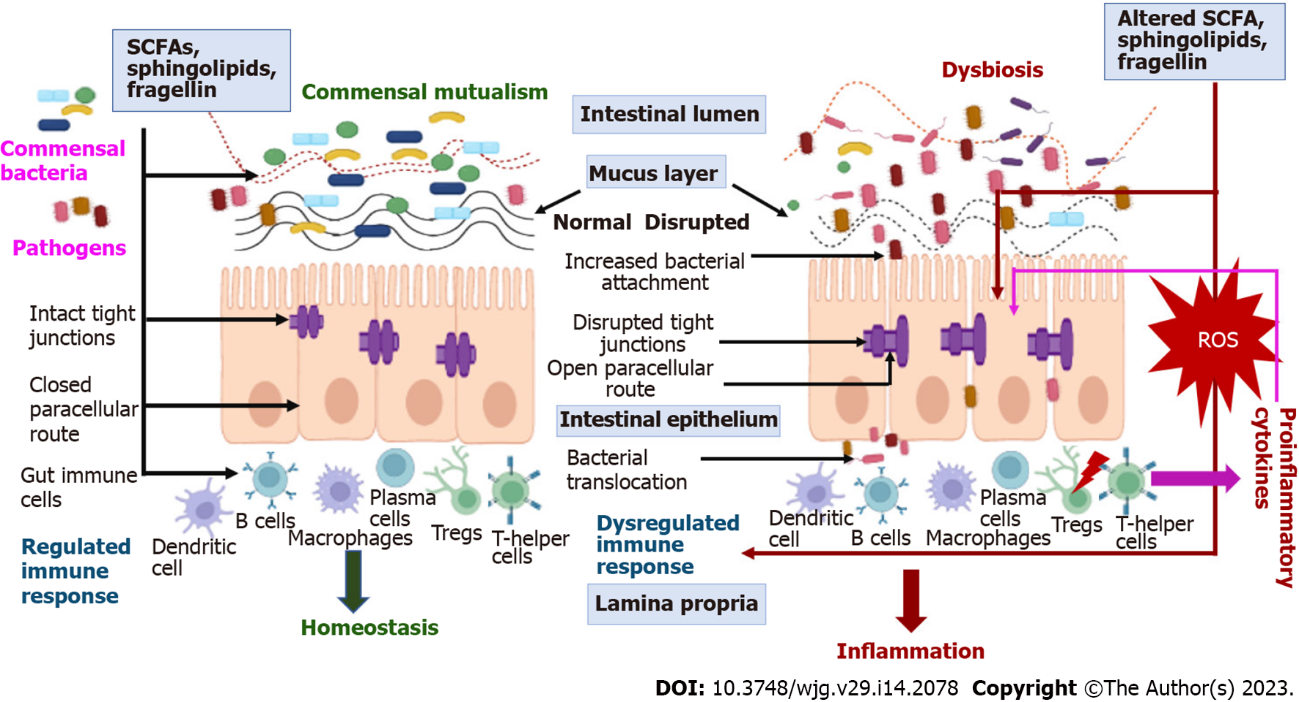 SCFAs,
sphingolipids,
fragellin
Commensal mutualism
Commensal
bacteria
Pathogens
Intact tight
junctions
Closed
paracellular
route
Gut immune
cells
Regulated
immune
response
Dendritic
cell
B cells
Macrophages
Plasma
cells
Tregs
T-helper
cells
Homeostasis
Intestinal lumen
Mucus layer
Normal Disrupted
Increased bacterial
attachment
Disrupted tight
junctions
Open paracellular
route
Intestinal epithelium
Bacterial
translocation
Dysregulated
immune
response
Lamina propria
Dysbiosis
Altered SCFA,
sphingolipids,
fragellin
ROS
Proinflammatory
cytokines
Dendritic
cell
B cells
Macrophages
Plasma
cells
Tregs
T-helper
cells
Inflammation
DOI: 10.3748/wjg.v29.i14.2078 Copyright ©The Author(s) 2023.